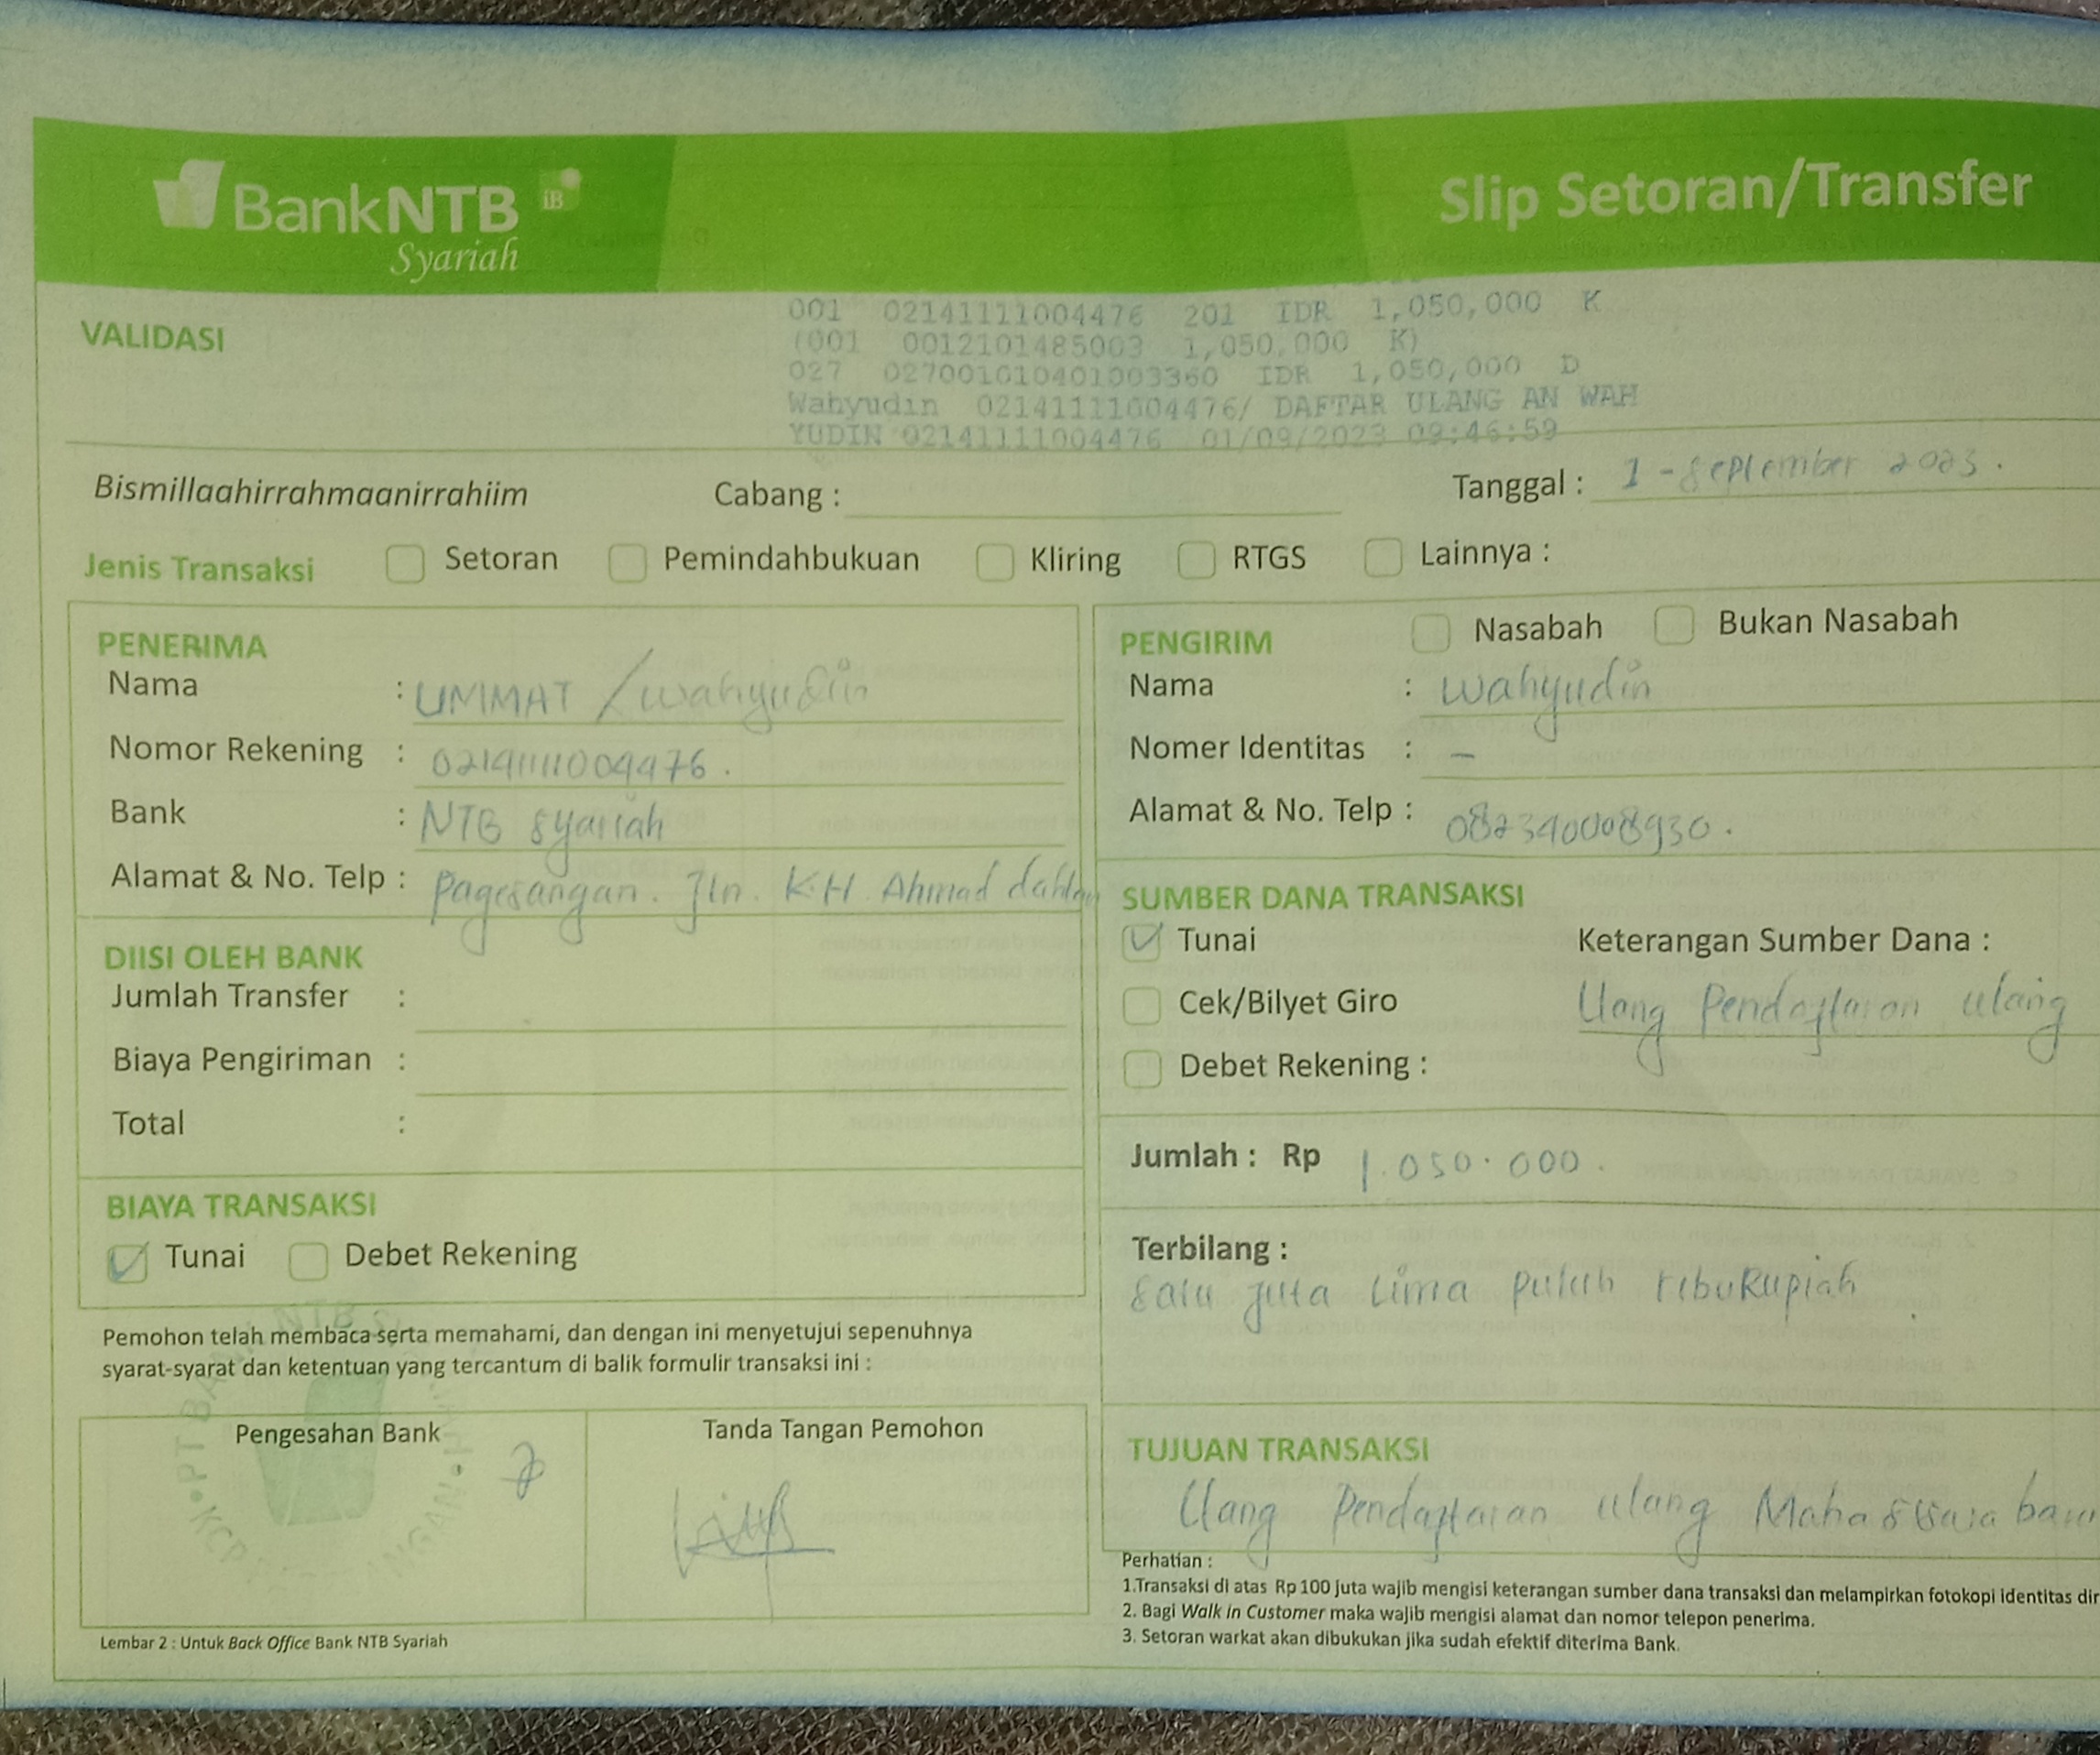 BankNTB iB
Syariah
Slip Setoran/Transfer
VALIDASI
001 02141111004476 201 IDR 1,050,000 K
(001 0012101485003 1,050,000 K)
027 027001010401003360 IDR 1,050,000 D
Wahyudin 02141111004476/ DAFTAR ULANG AN WAH
YUDIN 02141111004476 01/09/2023 09:46:59
Bismillaahirrahmaanirrahiim Cabang : Tanggal : 1 - September 2023 .
Jenis Transaksi Setoran Pemindahbukuan Kliring RTGS Lainnya :
PENERIMA
Nama : UMMAT / Wahyudin
Nomor Rekening : 02141111004476 .
Bank : NTB Syariah
Alamat & No. Telp : Pagesangan . Jln . K.H . Ahmad dahlan
DIISI OLEH BANK
Jumlah Transfer :
Biaya Pengiriman :
Total :
BIAYA TRANSAKSI
Tunai Debet Rekening
Pemohon telah membaca serta memahami, dan dengan ini menyetujui sepenuhnya
syarat-syarat dan ketentuan yang tercantum di balik formulir transaksi ini :
Pengesahan Bank Tanda Tangan Pemohon
Lembar 2 : Untuk Back Office Bank NTB Syariah
PENGIRIM Nasabah Bukan Nasabah
Nama : Wahyudin
Nomer Identitas : -
Alamat & No. Telp : 082340008930 .
SUMBER DANA TRANSAKSI
Tunai Keterangan Sumber Dana :
Cek/Bilyet Giro Uang Pendaftaran ulang
Debet Rekening :
Jumlah : Rp 1.050.000 .
Terbilang :
Satu juta Lima puluh ribu Rupiah .
TUJUAN TRANSAKSI
Uang Pendaftaran ulang Mahasiswa baru
Perhatian :
1.Transaksi di atas Rp 100 juta wajib mengisi keterangan sumber dana transaksi dan melampirkan fotokopi identitas dir
2. Bagi Walk in Customer maka wajib mengisi alamat dan nomor telepon penerima.
3. Setoran warkat akan dibukukan jika sudah efektif diterima Bank.